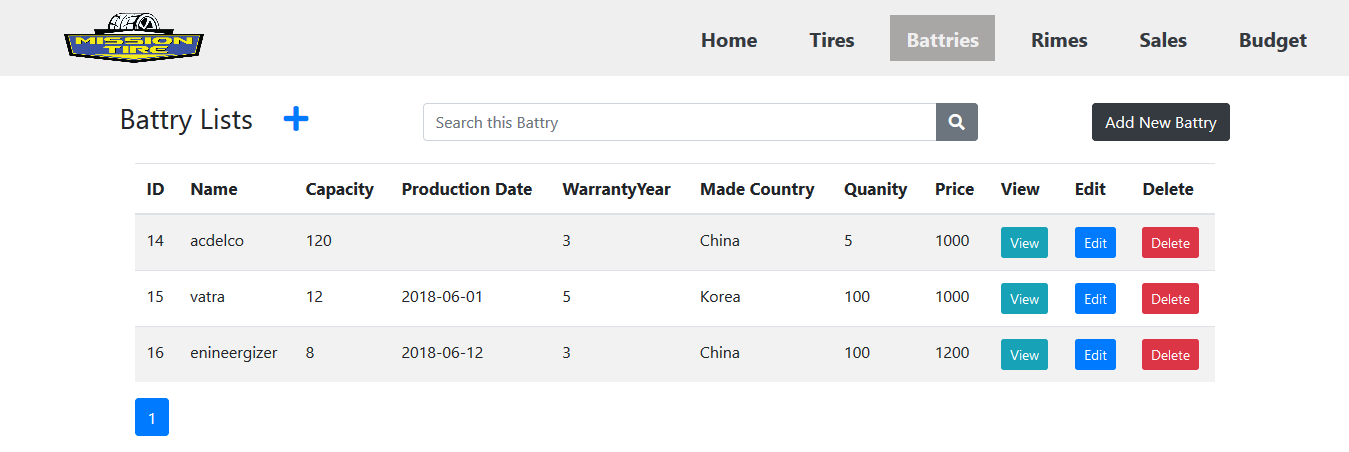 MISSION
TIRE
Home Tires Battries Rimes Sales Budget
Battry Lists Search this Battry Add New Battry
ID Name Capacity Production Date WarrantyYear Made Country Quanity Price View Edit Delete
14 acdelco 120 3 China 5 1000 View Edit Delete
15 vatra 12 2018-06-01 5 Korea 100 1000 View Edit Delete
16 enineergizer 8 2018-06-12 3 China 100 1200 View Edit Delete
1